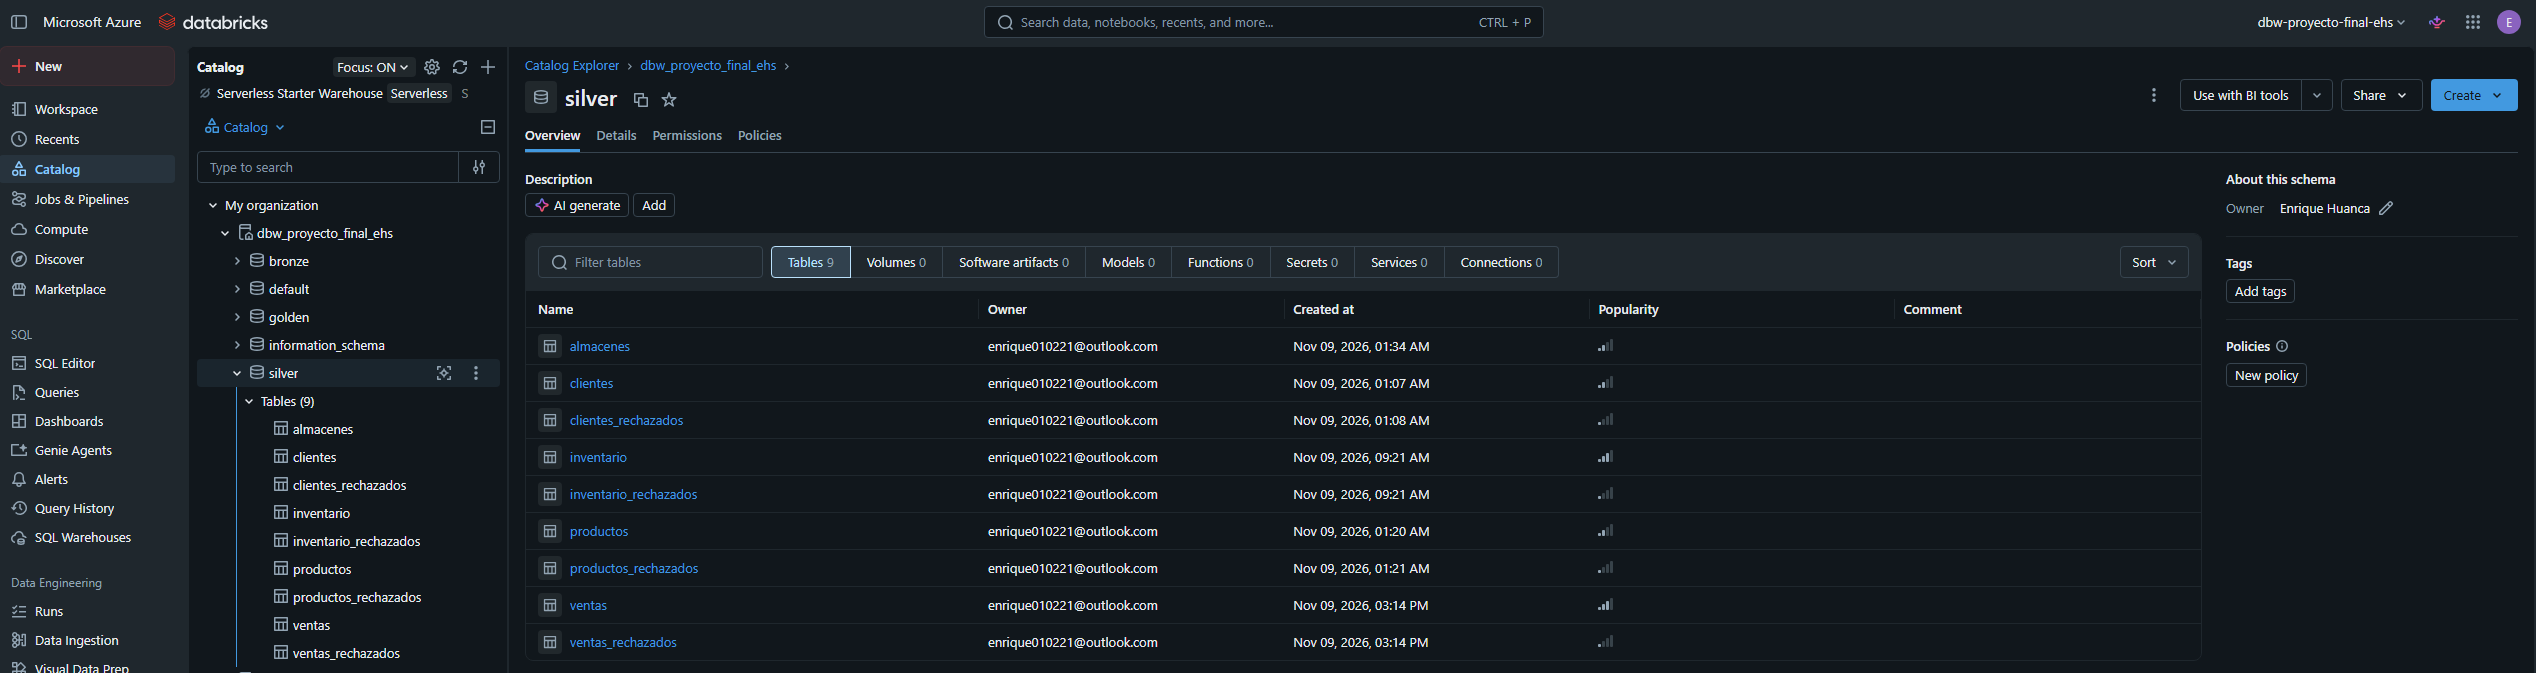 Microsoft Azure databricks
Search data, notebooks, recents, and more... CTRL + P
dbw-proyecto-final-ehs
E
New
Workspace
Recents
Catalog
Jobs & Pipelines
Compute
Discover
Marketplace
SQL
SQL Editor
Queries
Dashboards
Genie Agents
Alerts
Query History
SQL Warehouses
Data Engineering
Runs
Data Ingestion
Visual Data Prep
Catalog
Focus: ON
Serverless Starter Warehouse Serverless S
Catalog
Type to search
My organization
dbw_proyecto_final_ehs
bronze
default
golden
information_schema
silver
Tables (9)
almacenes
clientes
clientes_rechazados
inventario
inventario_rechazados
productos
productos_rechazados
ventas
ventas_rechazados
Catalog Explorer › dbw_proyecto_final_ehs ›
silver
Use with BI tools
Share
Create
Overview Details Permissions Policies
Description
AI generate Add
Filter tables
Tables 9 Volumes 0 Software artifacts 0 Models 0 Functions 0 Secrets 0 Services 0 Connections 0
Sort
Name Owner Created at Popularity Comment
almacenes enrique010221@outlook.com Nov 09, 2026, 01:34 AM
clientes enrique010221@outlook.com Nov 09, 2026, 01:07 AM
clientes_rechazados enrique010221@outlook.com Nov 09, 2026, 01:08 AM
inventario enrique010221@outlook.com Nov 09, 2026, 09:21 AM
inventario_rechazados enrique010221@outlook.com Nov 09, 2026, 09:21 AM
productos enrique010221@outlook.com Nov 09, 2026, 01:20 AM
productos_rechazados enrique010221@outlook.com Nov 09, 2026, 01:21 AM
ventas enrique010221@outlook.com Nov 09, 2026, 03:14 PM
ventas_rechazados enrique010221@outlook.com Nov 09, 2026, 03:14 PM
About this schema
Owner Enrique Huanca
Tags
Add tags
Policies
New policy